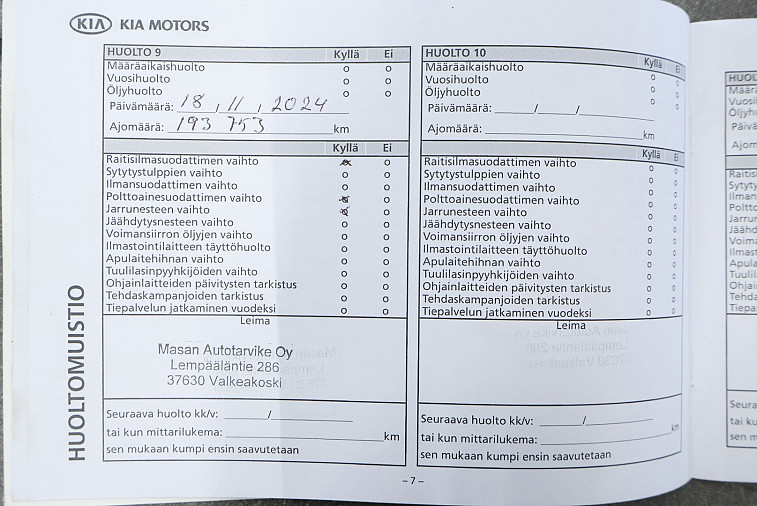 KIA KIA MOTORS
HUOLTO 9 Kyllä Ei
Määräaikaishuolto o o
Vuosihuolto o o
Öljyhuolto o o
Päivämäärä: 18, 11, 2024
Ajomäärä: 193 753 km
Kyllä Ei
Raitisilmasuodattimen vaihto
Sytytystulppien vaihto o o
Ilmansuodattimen vaihto o o
Polttoainesuodattimen vaihto
Jarrunesteen vaihto
Jäähdytysnesteen vaihto o o
Voimansiirron öljyjen vaihto o o
Ilmastointilaitteen täyttöhuolto o o
Apulaitehihnan vaihto o o
Tuulilasinpyyhkijöiden vaihto o o
Ohjainlaitteiden päivitysten tarkistus o o
Tehdaskampanjoiden tarkistus o o
Tiepalvelun jatkaminen vuodeksi o o
Leima
Masan Autotarvike Oy
Lempääläntie 286
37630 Valkeakoski
Seuraava huolto kk/v: /
tai kun mittarilukema: km
sen mukaan kumpi ensin saavutetaan
HUOLTO 10 Kyllä Ei
Määräaikaishuolto o o
Vuosihuolto o o
Öljyhuolto o o
Päivämäärä: / /
Ajomäärä: km
Kyllä Ei
Raitisilmasuodattimen vaihto o o
Sytytystulppien vaihto o o
Ilmansuodattimen vaihto o o
Polttoainesuodattimen vaihto o o
Jarrunesteen vaihto o o
Jäähdytysnesteen vaihto o o
Voimansiirron öljyjen vaihto o o
Ilmastointilaitteen täyttöhuolto o o
Apulaitehihnan vaihto o o
Tuulilasinpyyhkijöiden vaihto o o
Ohjainlaitteiden päivitysten tarkistus o o
Tehdaskampanjoiden tarkistus o o
Tiepalvelun jatkaminen vuodeksi o o
Leima
Seuraava huolto kk/v: /
tai kun mittarilukema: km
sen mukaan kumpi ensin saavutetaan
HUOLTOMUISTIO
– 7 –